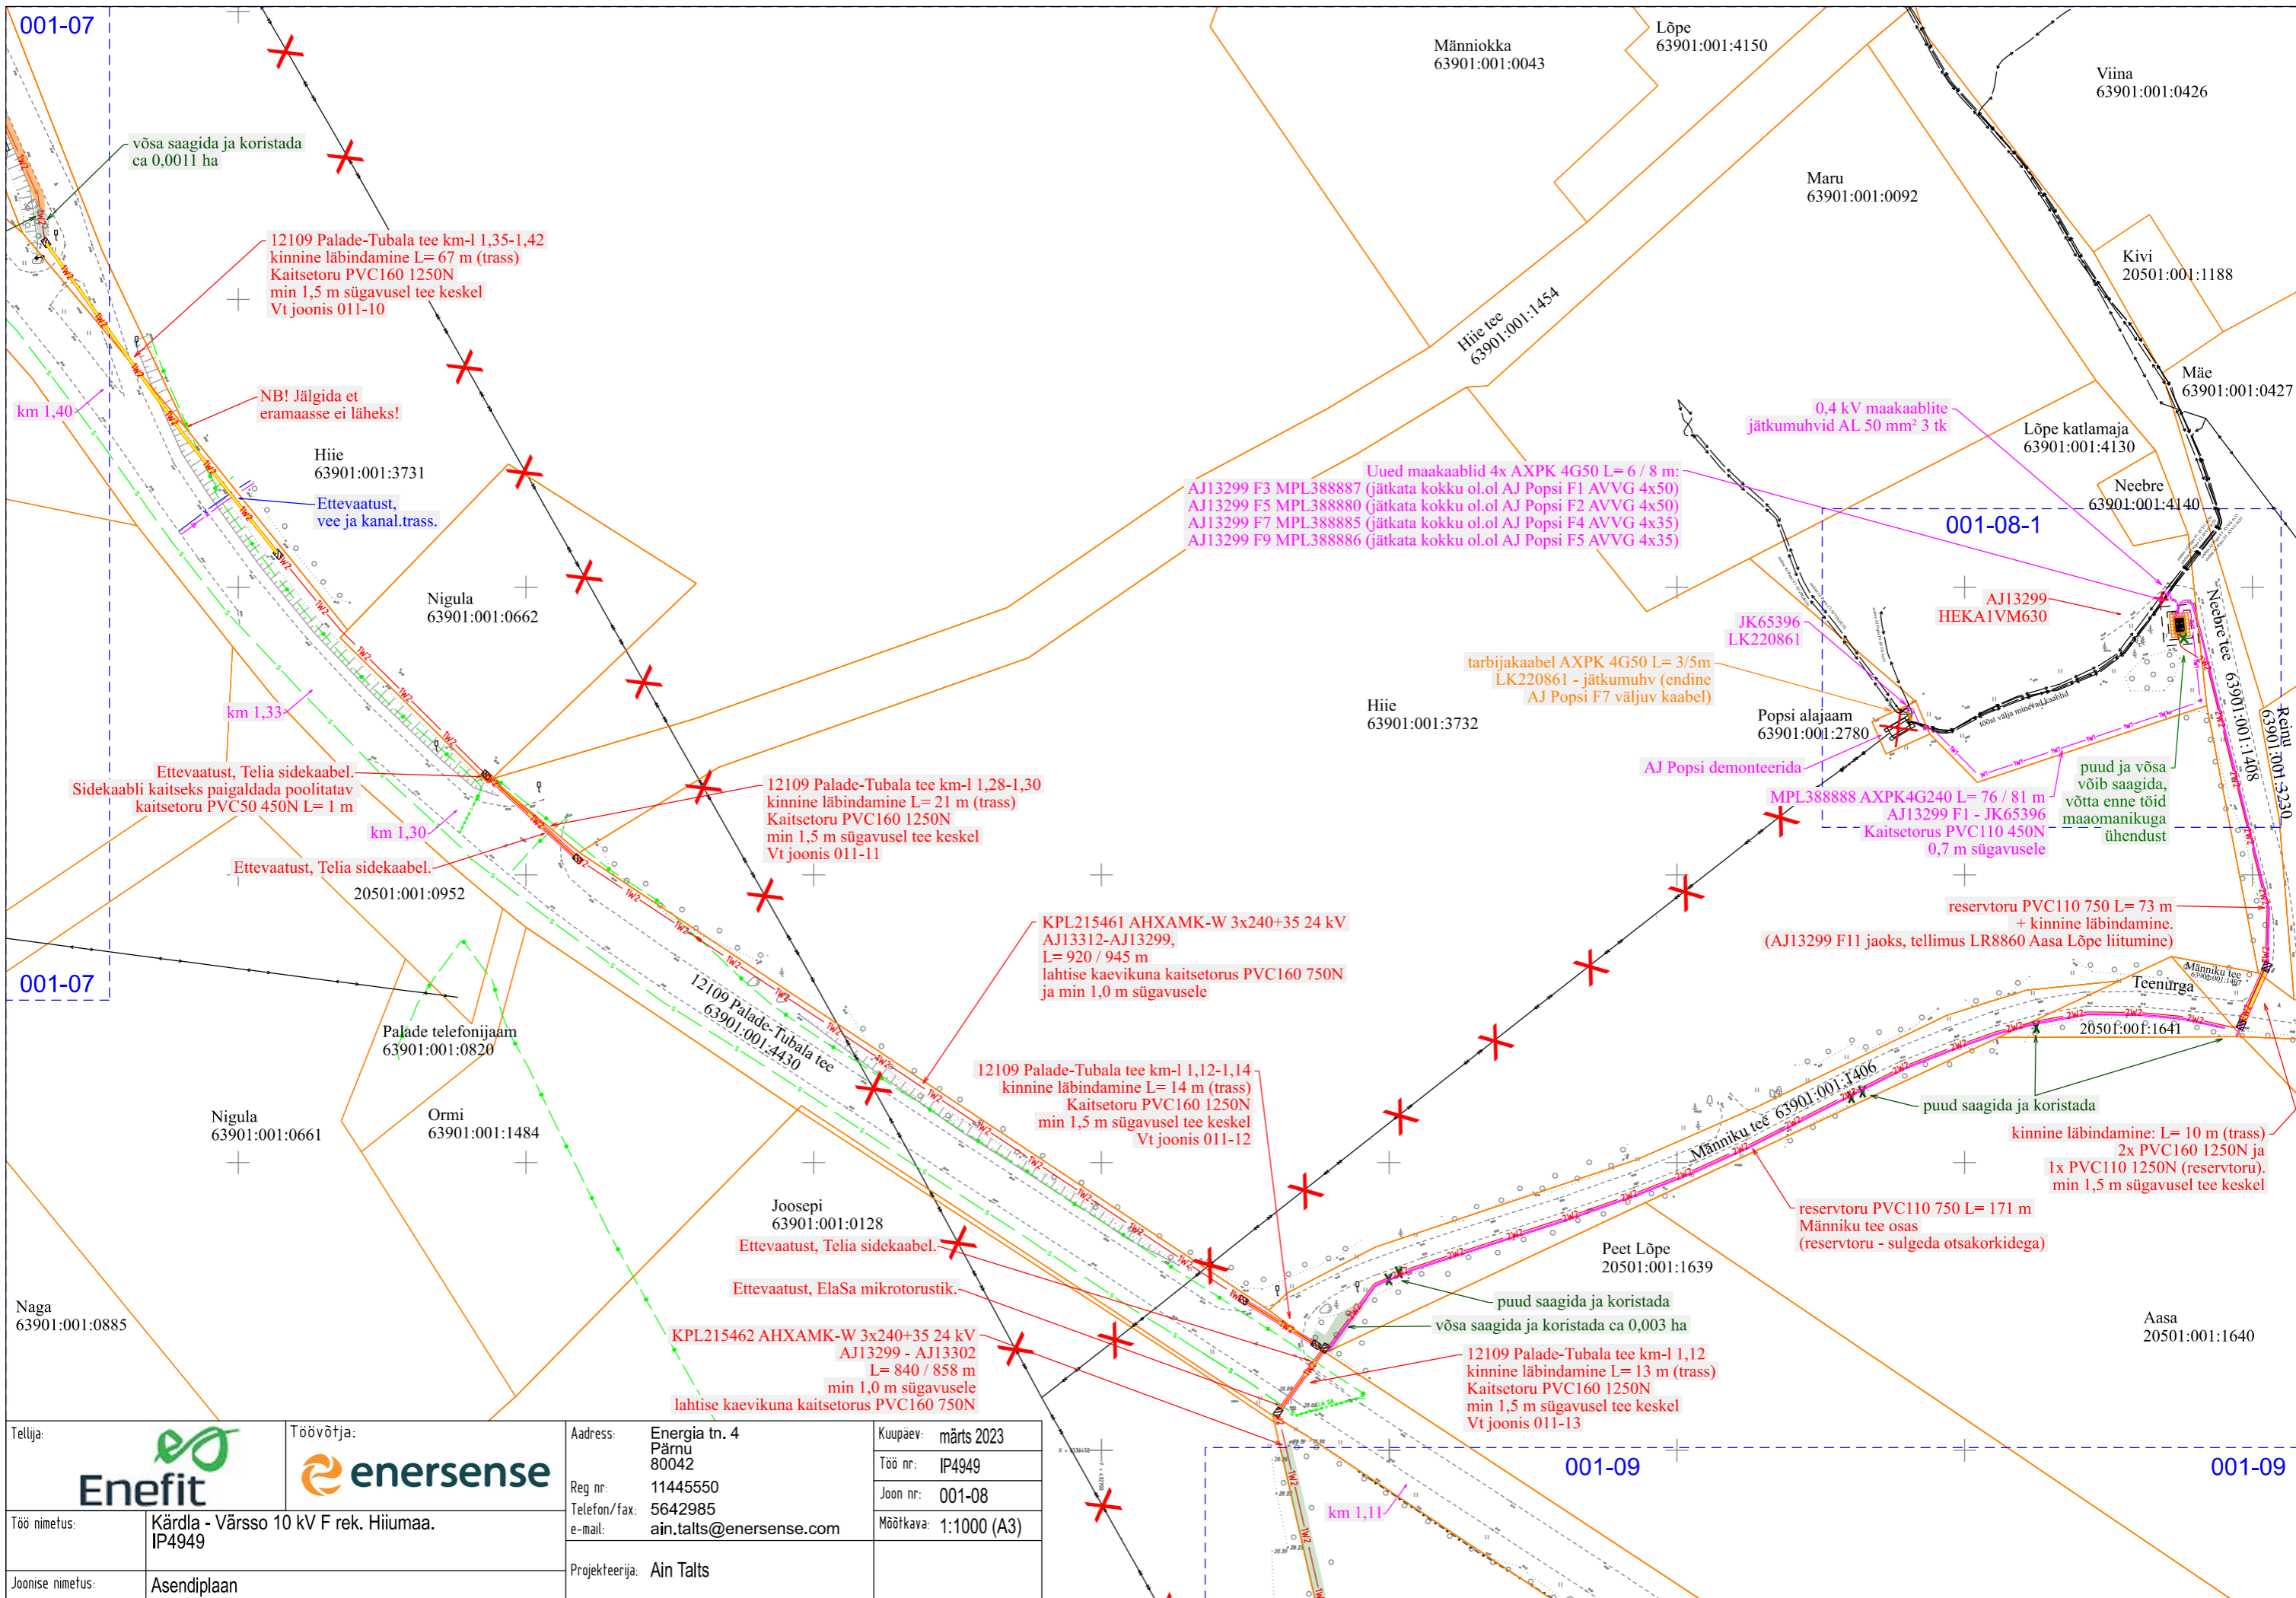 001-07
võsa saagida ja koristada
ca 0,0011 ha
12109 Palade-Tubala tee km-l 1,35-1,42
kinnine läbindamine L= 67 m (trass)
Kaitsetoru PVC160 1250N
min 1,5 m sügavusel tee keskel
Vt joonis 011-10
km 1,40
NB! Jälgida et
eramaasse ei läheks!
Hiie
63901:001:3731
Ettevaatust,
vee ja kanal.trass.
Nigula
63901:001:0662
km 1,33
Männiokka
63901:001:0043
Lõpe
63901:001:4150
Viina
63901:001:0426
Maru
63901:001:0092
Kivi
20501:001:1188
Hiie tee
63901:001:1454
Mäe
63901:001:0427
0,4 kV maakaablite
jätkumuhvid AL 50 mm² 3 tk
Lõpe katlamaja
63901:001:4130
Neebre
63901:001:4140
Uued maakaablid 4x AXPK 4G50 L= 6 / 8 m:
AJ13299 F3 MPL388887 (jätkata kokku ol.ol AJ Popsi F1 AVVG 4x50)
AJ13299 F5 MPL388880 (jätkata kokku ol.ol AJ Popsi F2 AVVG 4x50)
AJ13299 F7 MPL388885 (jätkata kokku ol.ol AJ Popsi F4 AVVG 4x35)
AJ13299 F9 MPL388886 (jätkata kokku ol.ol AJ Popsi F5 AVVG 4x35)
001-08-1
AJ13299
HEKA1VM630
JK65396
LK220861
Neebre tee
63901:001:1408
Reinu
63901:001:3230
tarbijakaabel AXPK 4G50 L= 3/5m
LK220861 - jätkumuhv (endine
AJ Popsi F7 väljuv kaabel)
Hiie
63901:001:3732
Popsi alajaam
63901:001:2780
tööst välja minevad kaablid
AJ Popsi demonteerida
puud ja võsa
võib saagida,
võtta enne töid
maaomanikuga
ühendust
MPL388888 AXPK4G240 L= 76 / 81 m
AJ13299 F1 - JK65396
Kaitsetorus PVC110 450N
0,7 m sügavusele
Ettevaatust, Telia sidekaabel.
Sidekaabli kaitseks paigaldada poolitatav
kaitsetoru PVC50 450N L= 1 m
km 1,30
Ettevaatust, Telia sidekaabel.
20501:001:0952
12109 Palade-Tubala tee km-l 1,28-1,30
kinnine läbindamine L= 21 m (trass)
Kaitsetoru PVC160 1250N
min 1,5 m sügavusel tee keskel
Vt joonis 011-11
KPL215461 AHXAMK-W 3x240+35 24 kV
AJ13312-AJ13299,
L= 920 / 945 m
lahtise kaevikuna kaitsetorus PVC160 750N
ja min 1,0 m sügavusele
reservtoru PVC110 750 L= 73 m
+ kinnine läbindamine.
(AJ13299 F11 jaoks, tellimus LR8860 Aasa Lõpe liitumine)
001-07
Palade telefonijaam
63901:001:0820
12109 Palade-Tubala tee
63901:001:4430
Männiku tee
63901:001:1407
Teenurga
20501:001:1641
Nigula
63901:001:0661
Ormi
63901:001:1484
12109 Palade-Tubala tee km-l 1,12-1,14
kinnine läbindamine L= 14 m (trass)
Kaitsetoru PVC160 1250N
min 1,5 m sügavusel tee keskel
Vt joonis 011-12
Männiku tee 63901:001:1406
puud saagida ja koristada
kinnine läbindamine: L= 10 m (trass)
2x PVC160 1250N ja
1x PVC110 1250N (reservtoru).
min 1,5 m sügavusel tee keskel
reservtoru PVC110 750 L= 171 m
Männiku tee osas
(reservtoru - sulgeda otsakorkidega)
Joosepi
63901:001:0128
Ettevaatust, Telia sidekaabel.
Ettevaatust, ElaSa mikrotorustik.
Peet Lõpe
20501:001:1639
Naga
63901:001:0885
puud saagida ja koristada
võsa saagida ja koristada ca 0,003 ha
Aasa
20501:001:1640
KPL215462 AHXAMK-W 3x240+35 24 kV
AJ13299 - AJ13302
L= 840 / 858 m
min 1,0 m sügavusele
lahtise kaevikuna kaitsetorus PVC160 750N
12109 Palade-Tubala tee km-l 1,12
kinnine läbindamine L= 13 m (trass)
Kaitsetoru PVC160 1250N
min 1,5 m sügavusel tee keskel
Vt joonis 011-13
001-09
001-09
km 1,11
Tellija:
Enefit
Töövõtja:
enersense
Aadress: Energia tn. 4
Pärnu
80042
Reg nr: 11445550
Telefon/fax: 5642985
e-mail: ain.talts@enersense.com
Kuupäev: märts 2023
Töö nr: IP4949
Joon nr: 001-08
Mõõtkava: 1:1000 (A3)
Töö nimetus: Kärdla - Värsso 10 kV F rek. Hiiumaa.
IP4949
Projekteerija: Ain Talts
Joonise nimetus: Asendiplaan